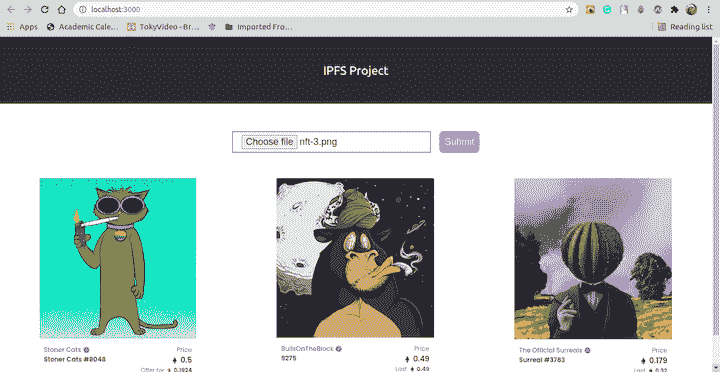 localhost:3000
Apps Academic Cale... TokyVideo - Br... Imported Fro... Reading list
IPFS Project
Choose file nft-3.png Submit
Stoner Cats Price
Stoner Cats #8048 0.5
Offer for 0.1924
BullsOnTheBlock Price
9275 0.49
Last 0.49
The Official Surreals Price
Surreal #3783 0.179
Last 0.32